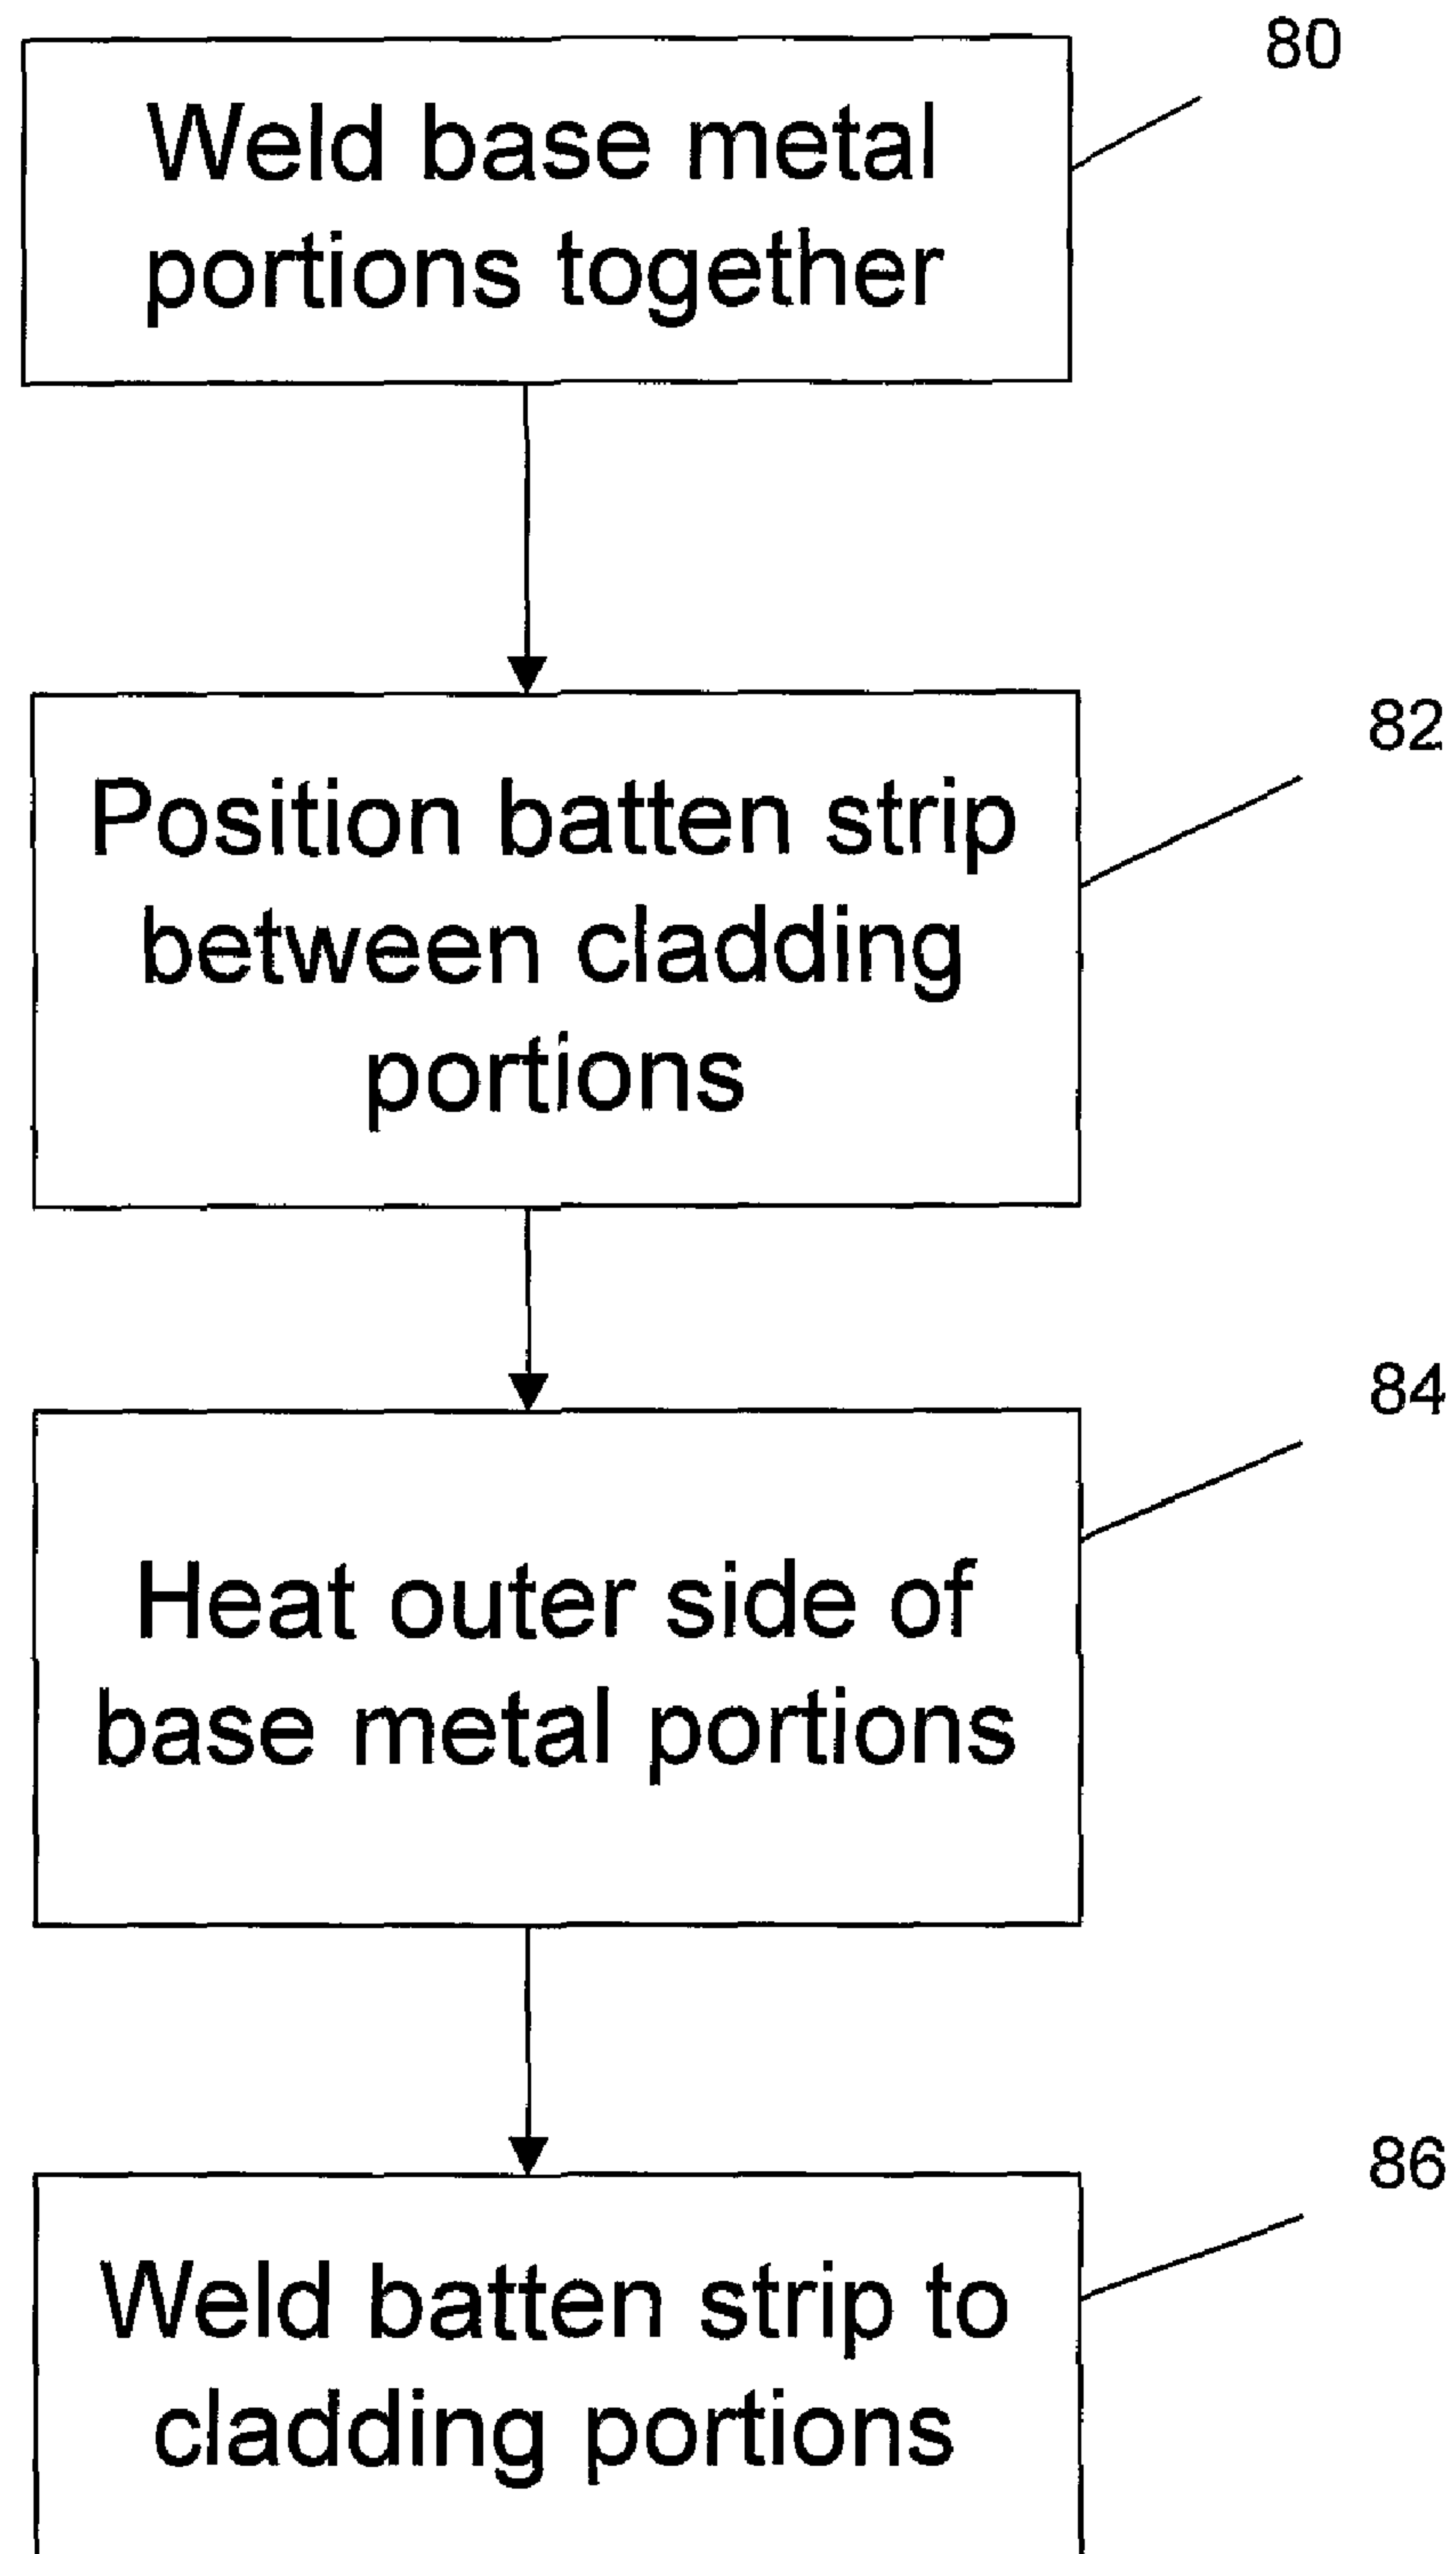 80
Weld base metal
portions together
82
Position batten strip
between cladding
portions
84
Heat outer side of
base metal portions
86
Weld batten strip to
cladding portions